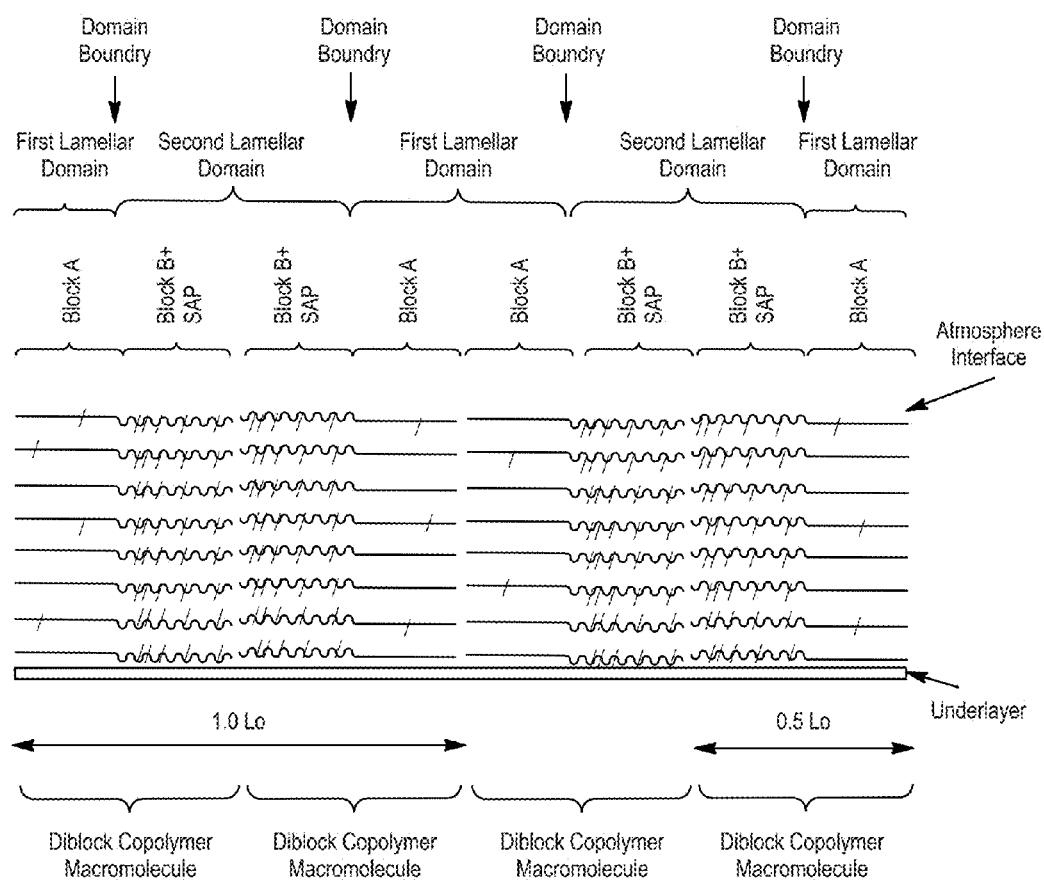 Domain
Boundry
Domain
Boundry
Domain
Boundry
Domain
Boundry
First Lamellar
Domain
Second Lamellar
Domain
First Lamellar
Domain
Second Lamellar
Domain
First Lamellar
Domain
Block A
Block B+
SAP
Block B+
SAP
Block A
Block A
Block B+
SAP
Block B+
SAP
Block A
Atmosphere
Interface
Underlayer
1.0 Lo
0.5 Lo
Diblock Copolymer
Macromolecule
Diblock Copolymer
Macromolecule
Diblock Copolymer
Macromolecule
Diblock Copolymer
Macromolecule